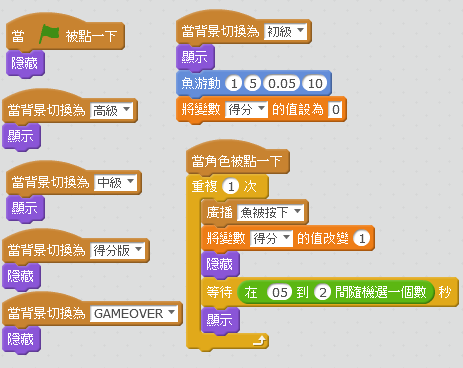 當 被點一下
隱藏
當背景切換為 高級
顯示
當背景切換為 中級
顯示
當背景切換為 得分版
隱藏
當背景切換為 GAMEOVER
隱藏
當背景切換為 初級
顯示
魚游動 1 5 0.05 10
將變數 得分 的值設為 0
當角色被點一下
重複 1 次
廣播 魚被按下
將變數 得分 的值改變 1
隱藏
等待 在 05 到 2 間隨機選一個數 秒
顯示